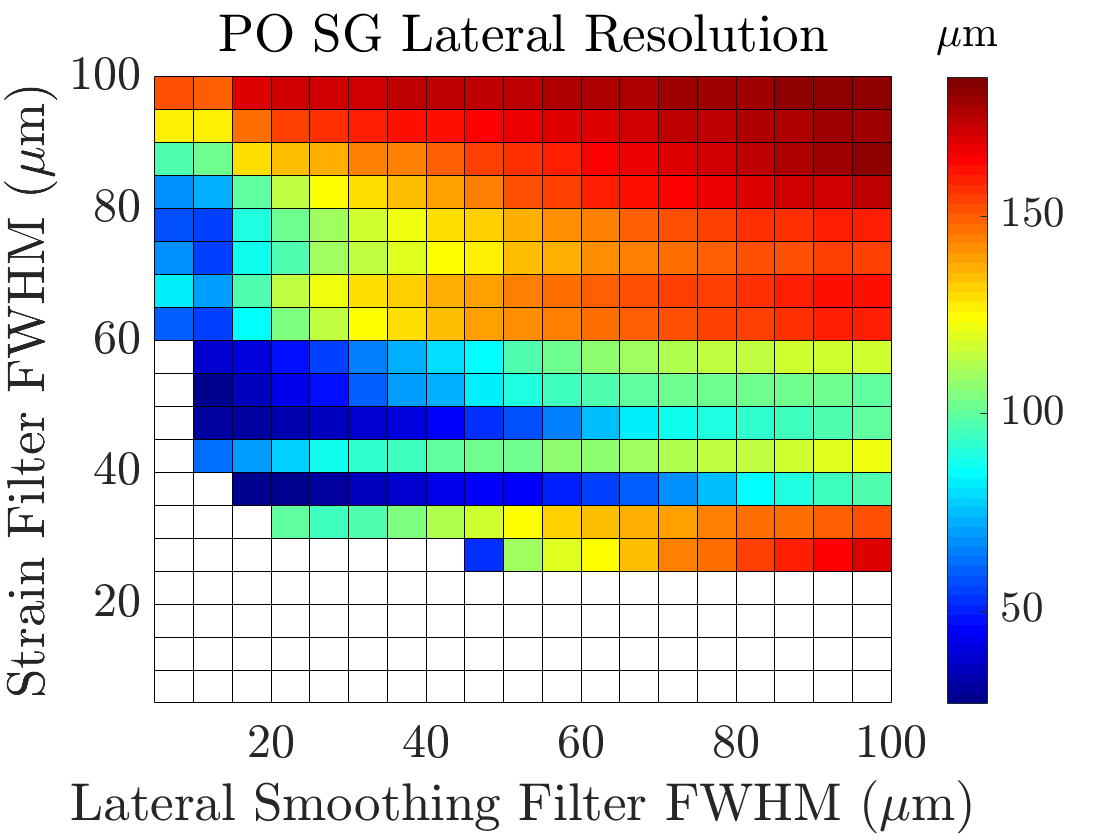 PO SG Lateral Resolution
μm
Strain Filter FWHM (μm)
100
80
60
40
20
150
100
50
20 40 60 80 100
Lateral Smoothing Filter FWHM (μm)